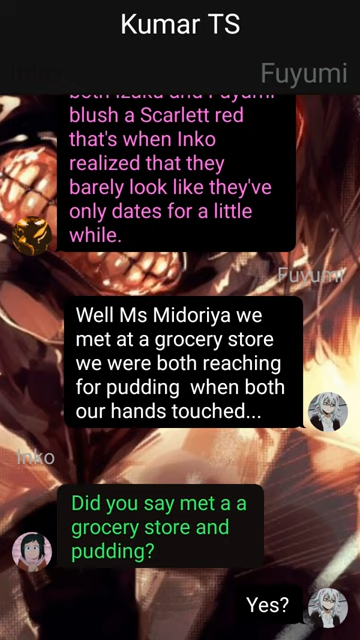 Kumar TS
Inko
Fuyumi
both Izuku and Fuyumi
blush a Scarlett red
that's when Inko
realized that they
barely look like they've
only dates for a little
while.
Fuyumi
Well Ms Midoriya we
met at a grocery store
we were both reaching
for pudding when both
our hands touched...
Inko
Did you say met a a
grocery store and
pudding?
Yes?